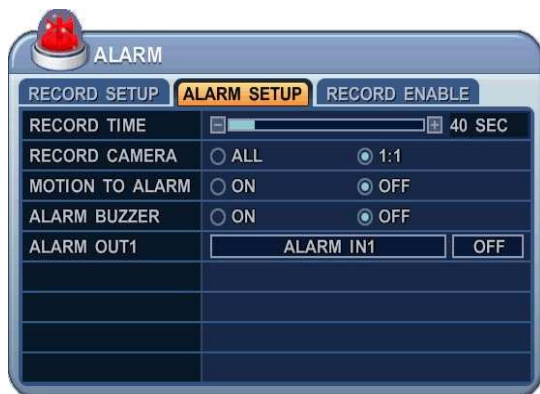 ALARM
RECORD SETUP ALARM SETUP RECORD ENABLE
RECORD TIME 40 SEC
RECORD CAMERA ALL 1:1
MOTION TO ALARM ON OFF
ALARM BUZZER ON OFF
ALARM OUT1 ALARM IN1 OFF